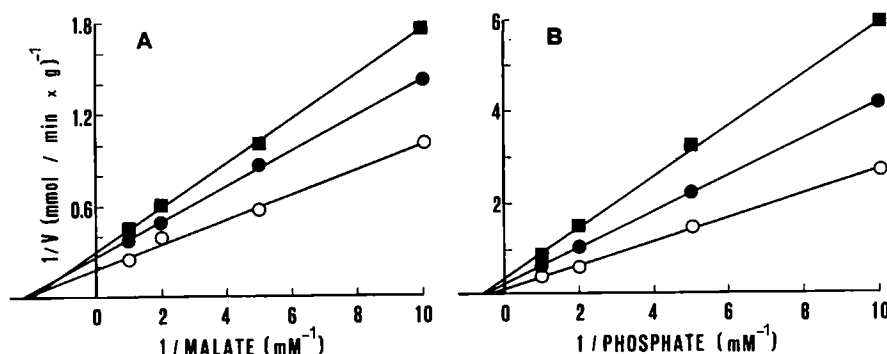 A
1.8
1.2
0.6
1/V (mmol / min x g)⁻¹
0 2 4 6 8 10
1/MALATE (mM⁻¹)
B
6
4
2
0 2 4 6 8 10
1/PHOSPHATE (mM⁻¹)